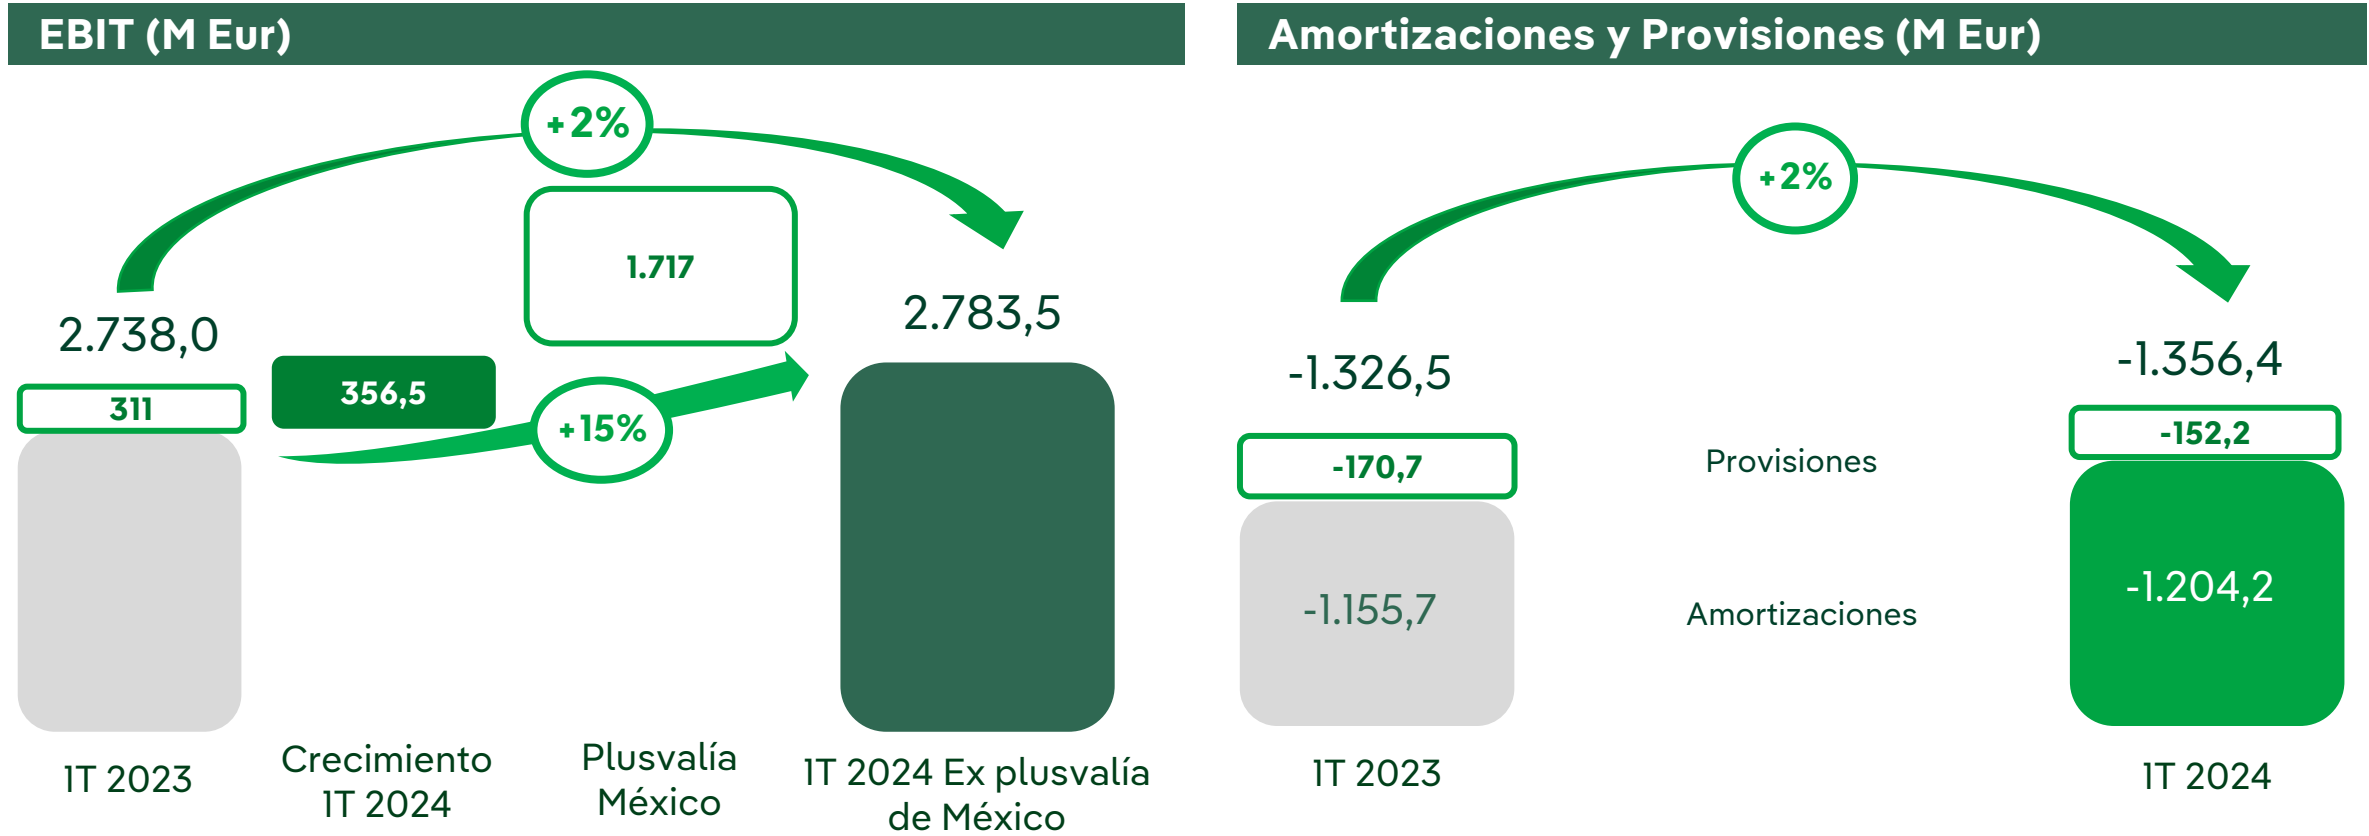 EBIT (M Eur)
+2%
1.717
2.738,0
2.783,5
311
356,5
+15%
1T 2023
Crecimiento
1T 2024
Plusvalía
México
1T 2024 Ex plusvalía
de México
Amortizaciones y Provisiones (M Eur)
+2%
-1.326,5
-1.356,4
-170,7
Provisiones
-152,2
-1.155,7
Amortizaciones
-1.204,2
1T 2023
1T 2024